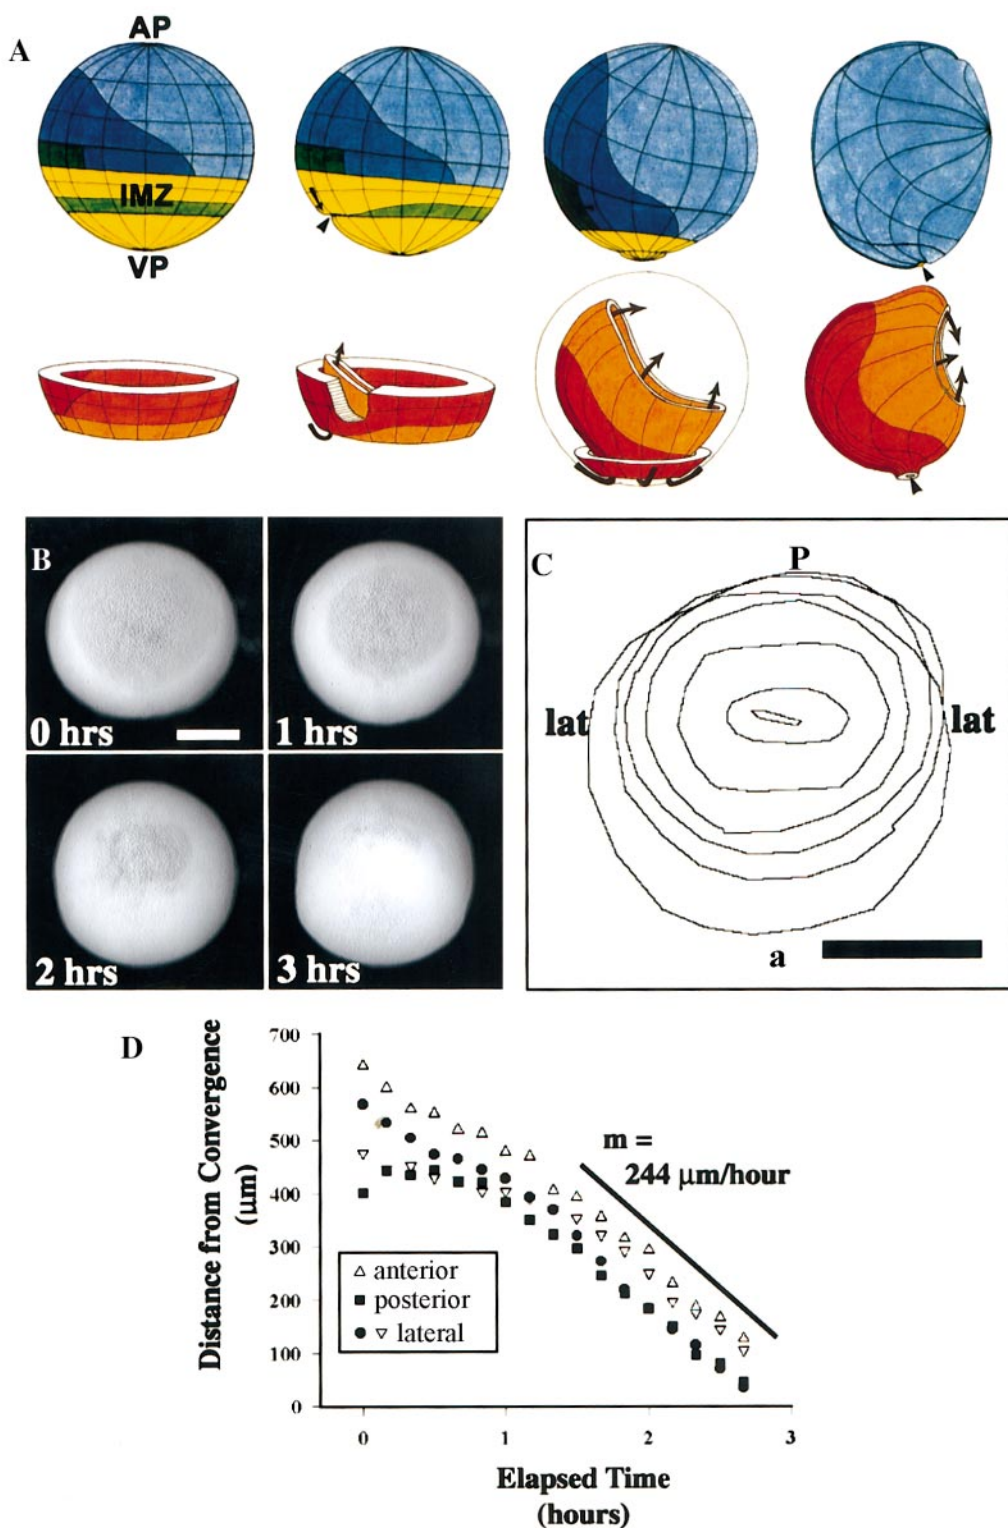 A
AP
IMZ
VP
B
0 hrs
1 hrs
2 hrs
3 hrs
C
P
lat
lat
a
D
Distance from Convergence
(μm)
700
600
500
400
300
200
100
0
m =
244 μm/hour
anterior
posterior
lateral
0
1
2
3
Elapsed Time
(hours)